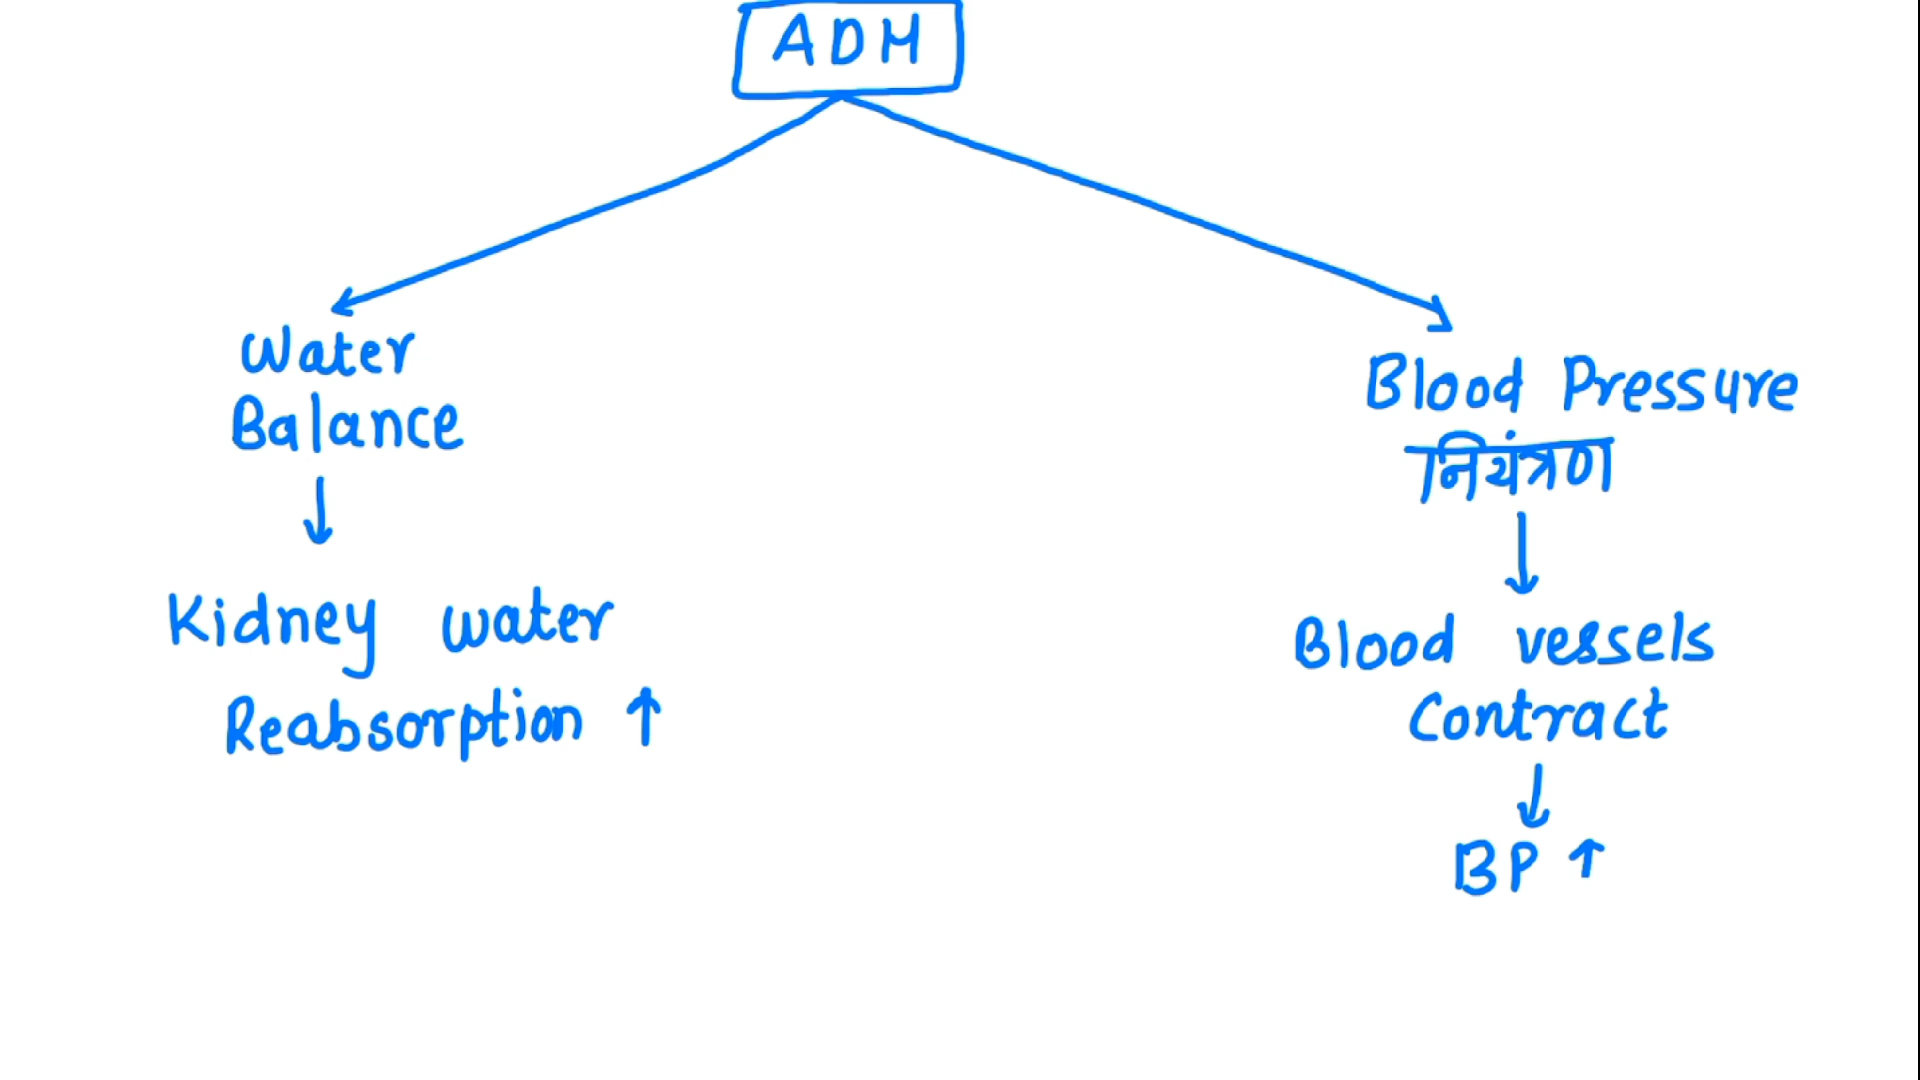 ADH
Water
Balance
↓
Kidney water
Reabsorption ↑
Blood Pressure
नियंत्रण
↓
Blood vessels
Contract
↓
BP ↑